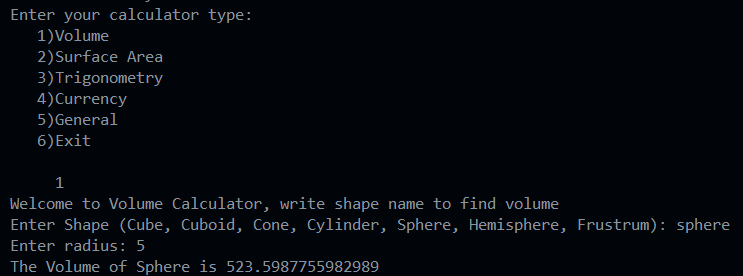 Enter your calculator type:
1)Volume
2)Surface Area
3)Trigonometry
4)Currency
5)General
6)Exit
1
Welcome to Volume Calculator, write shape name to find volume
Enter Shape (Cube, Cuboid, Cone, Cylinder, Sphere, Hemisphere, Frustrum): sphere
Enter radius: 5
The Volume of Sphere is 523.5987755982989